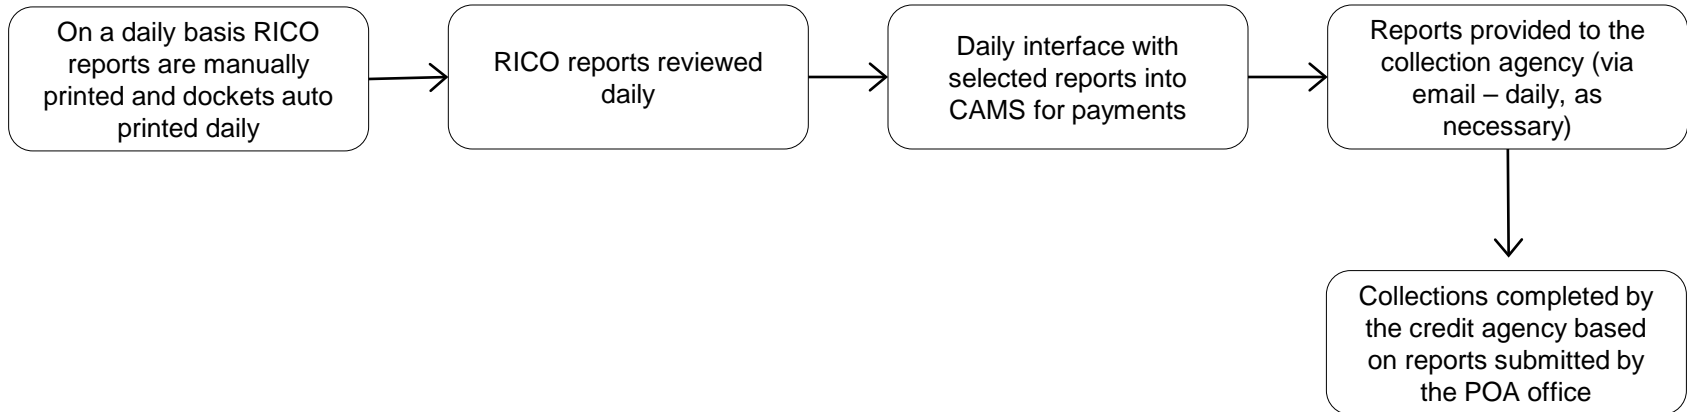 On a daily basis RICO
reports are manually
printed and dockets auto
printed daily
RICO reports reviewed
daily
Daily interface with
selected reports into
CAMS for payments
Reports provided to the
collection agency (via
email – daily, as
necessary)
Collections completed by
the credit agency based
on reports submitted by
the POA office